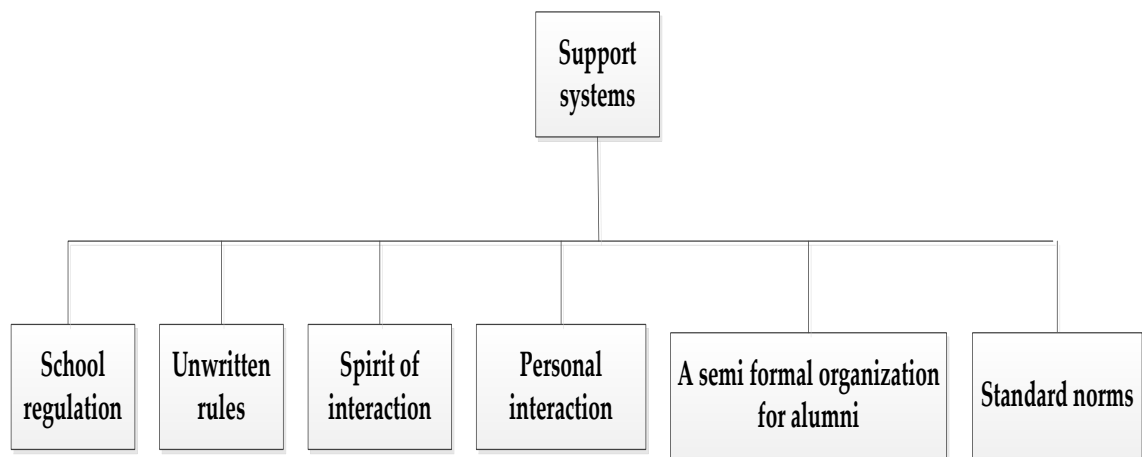 Support
systems
School
regulation
Unwritten
rules
Spirit of
interaction
Personal
interaction
A semi formal organization
for alumni
Standard norms